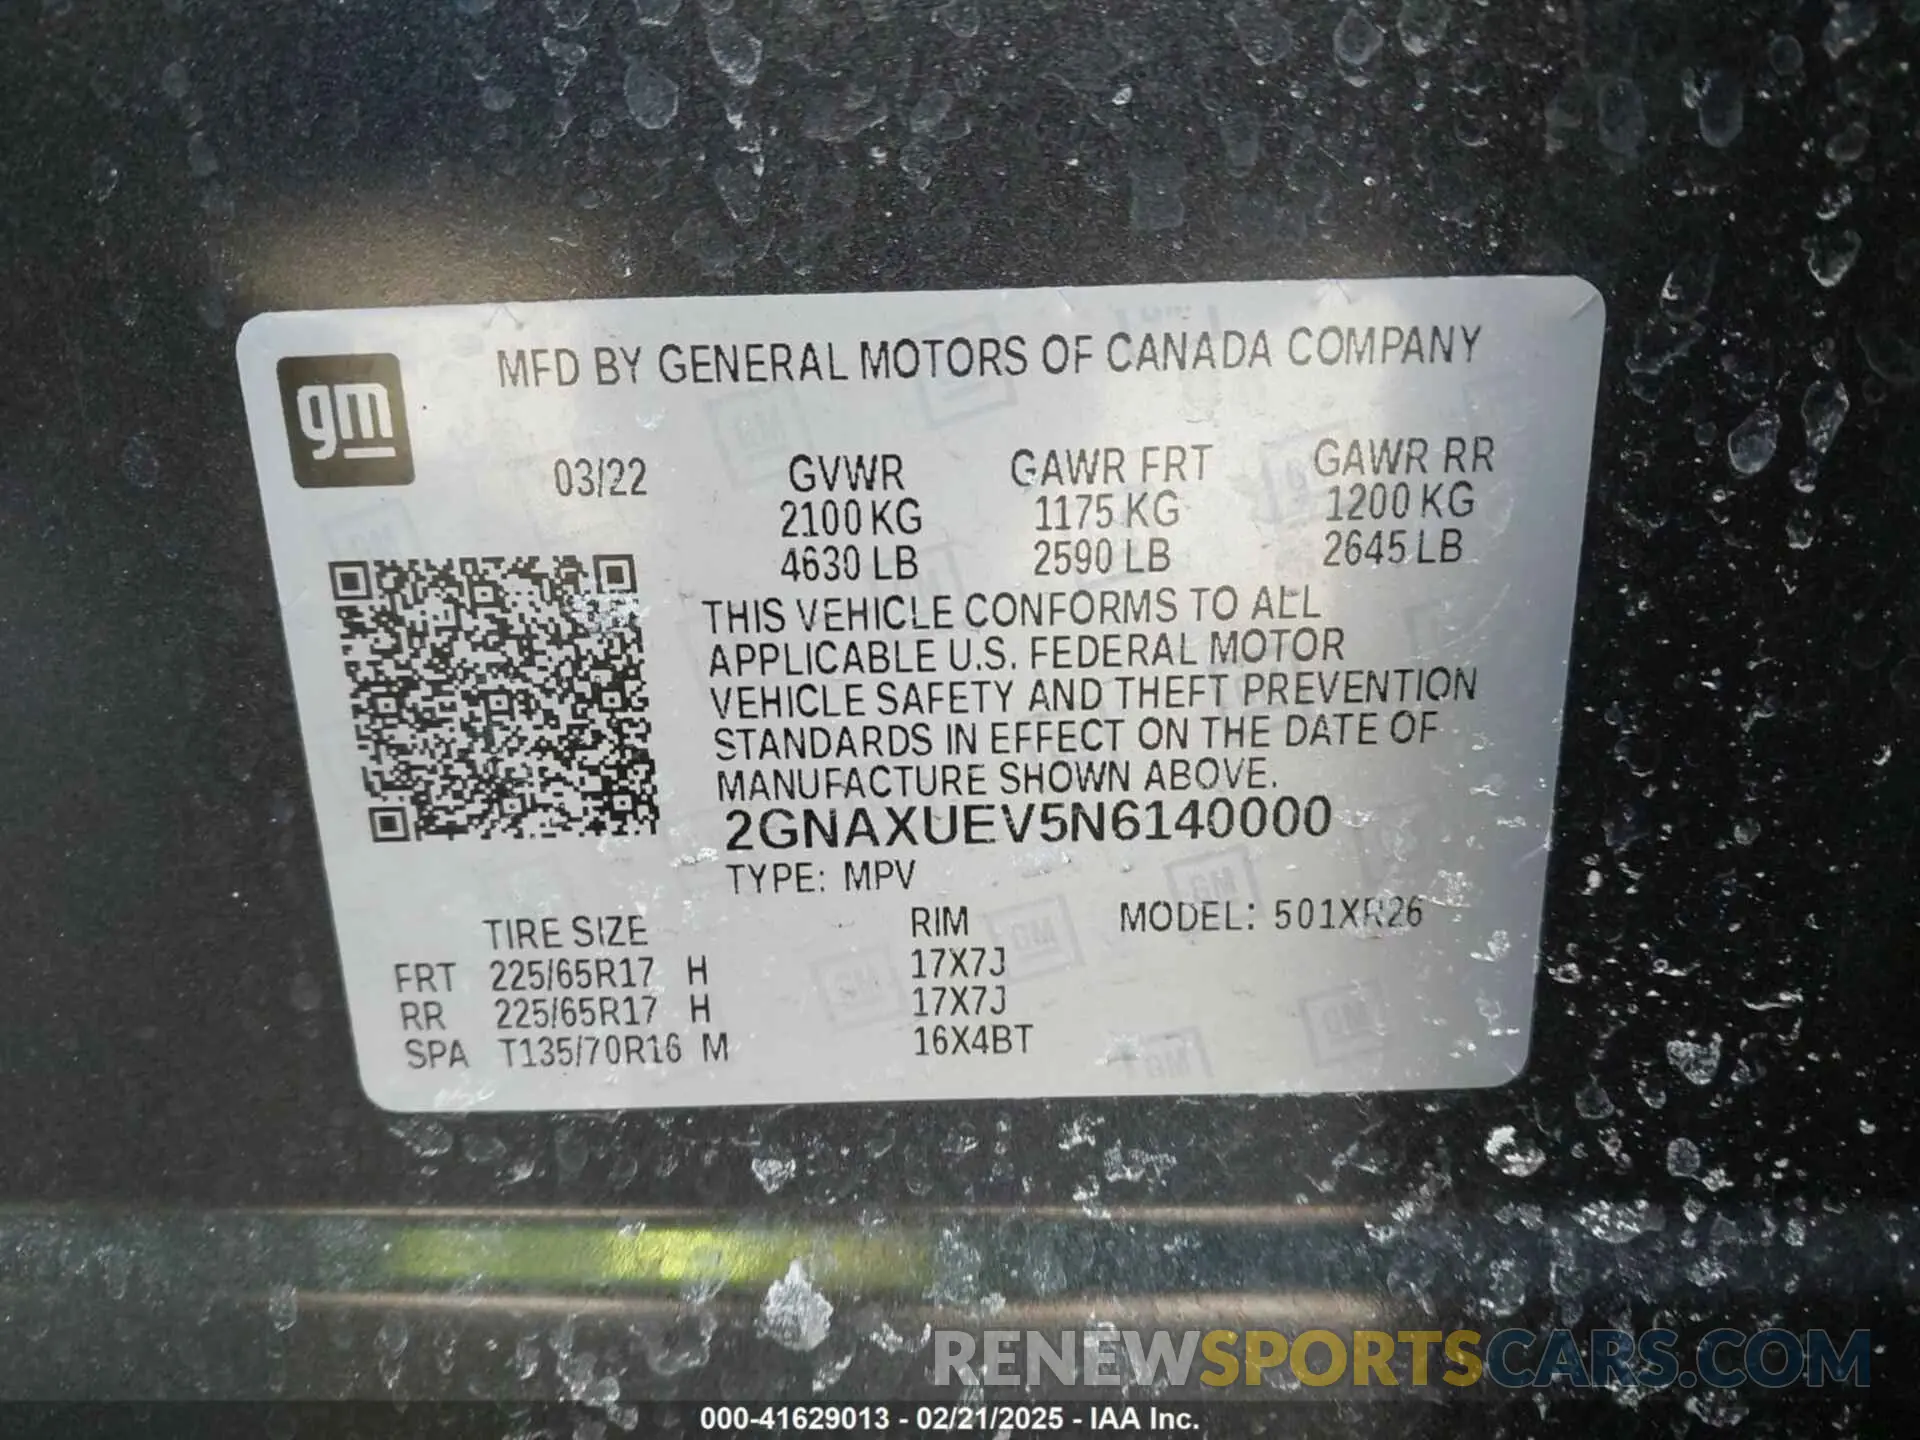 MFD BY GENERAL MOTORS OF CANADA COMPANY
gm
03/22 GVWR GAWR FRT GAWR RR
2100 KG 1175 KG 1200 KG
4630 LB 2590 LB 2645 LB
THIS VEHICLE CONFORMS TO ALL
APPLICABLE U.S. FEDERAL MOTOR
VEHICLE SAFETY AND THEFT PREVENTION
STANDARDS IN EFFECT ON THE DATE OF
MANUFACTURE SHOWN ABOVE.
2GNAXUEV5N6140000
TYPE: MPV
TIRE SIZE RIM MODEL: 501XR26
FRT 225/65R17 H 17X7J
RR 225/65R17 H 17X7J
SPA T135/70R16 M 16X4BT
RENEWSPORTSCARS.COM
000-41629013 - 02/21/2025 - IAA Inc.